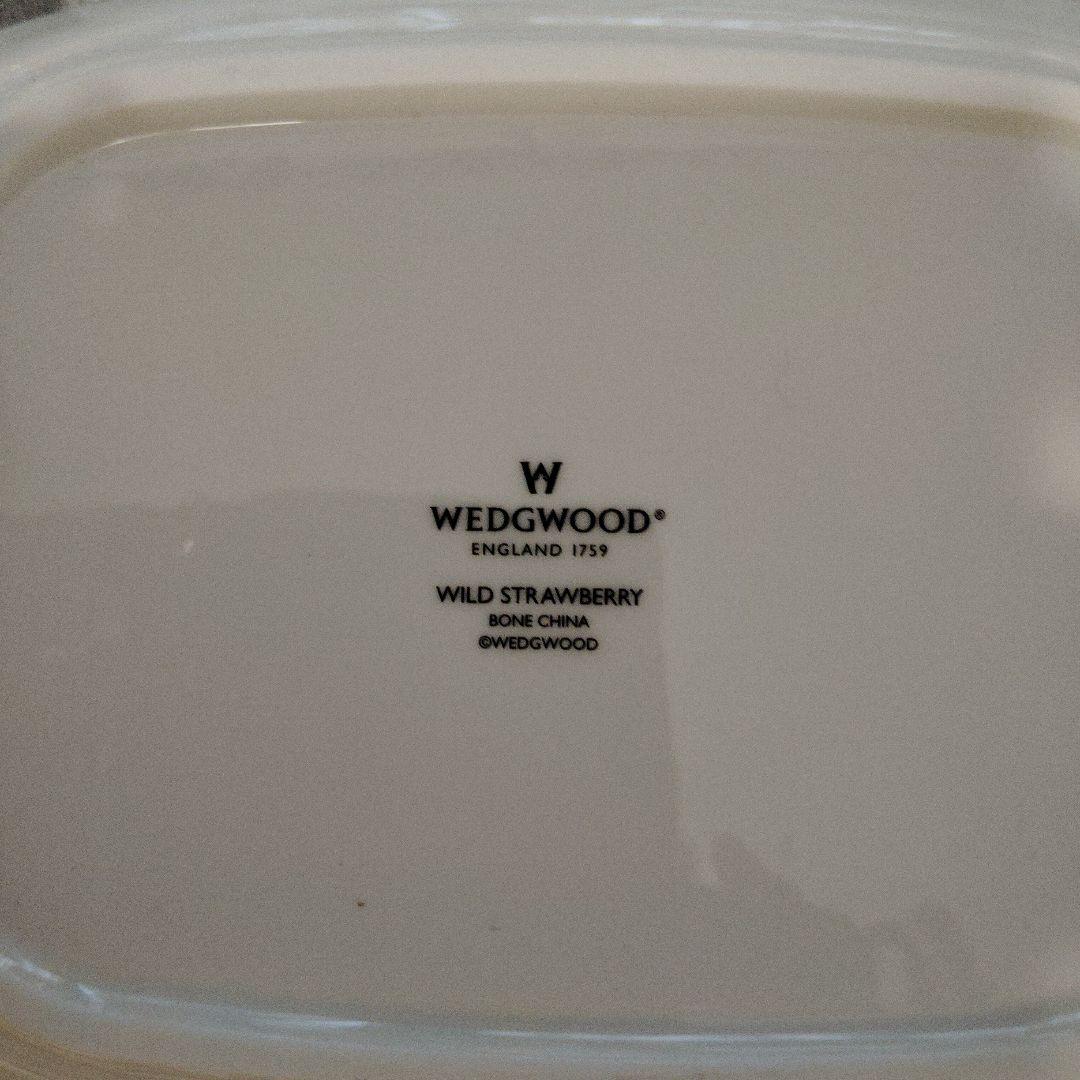 W
WEDGWOOD®
ENGLAND 1759
WILD STRAWBERRY
BONE CHINA
©WEDGWOOD